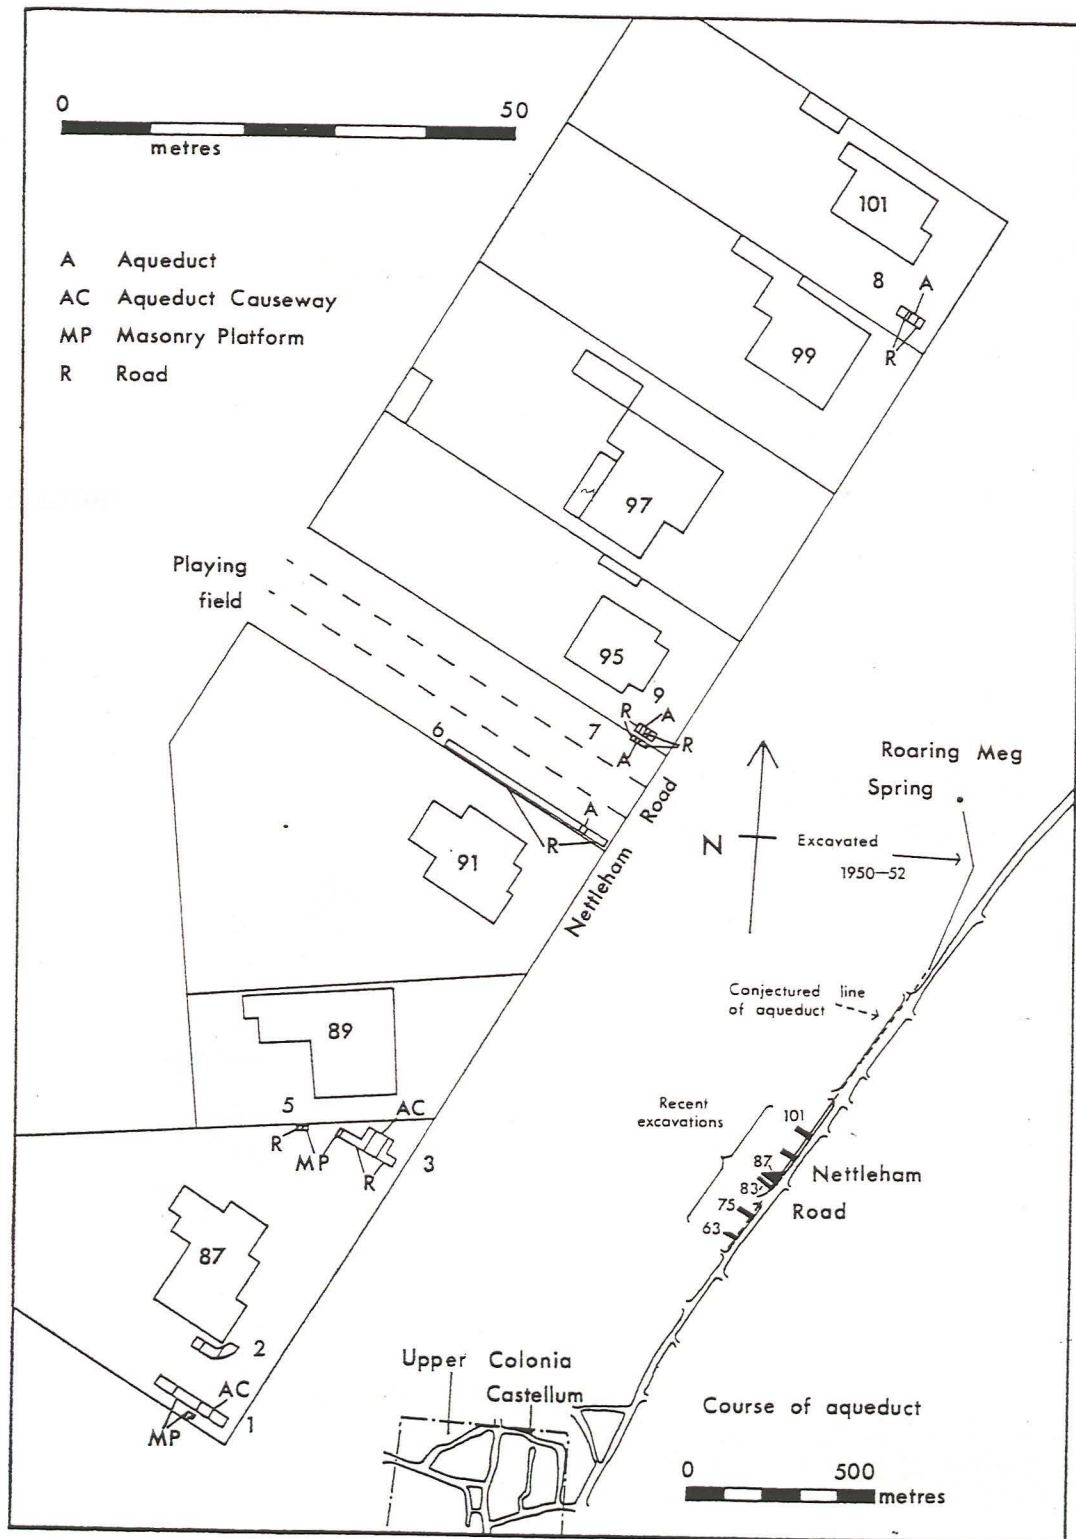 0 50
metres
A Aqueduct
AC Aqueduct Causeway
MP Masonry Platform
R Road
101
8 A
R
99
97
Playing
field
95
9
R A
7 R
A
6
A
R
91
Nettleham Road
N
Roaring Meg
Spring
Excavated
1950–52
Conjectured line
of aqueduct
89
5 AC
R MP
R 3
Recent
excavations
101
87
83
75
63
Nettleham
Road
87
2
AC
MP 1
Upper Colonia
Castellum
Course of aqueduct
0 500
metres